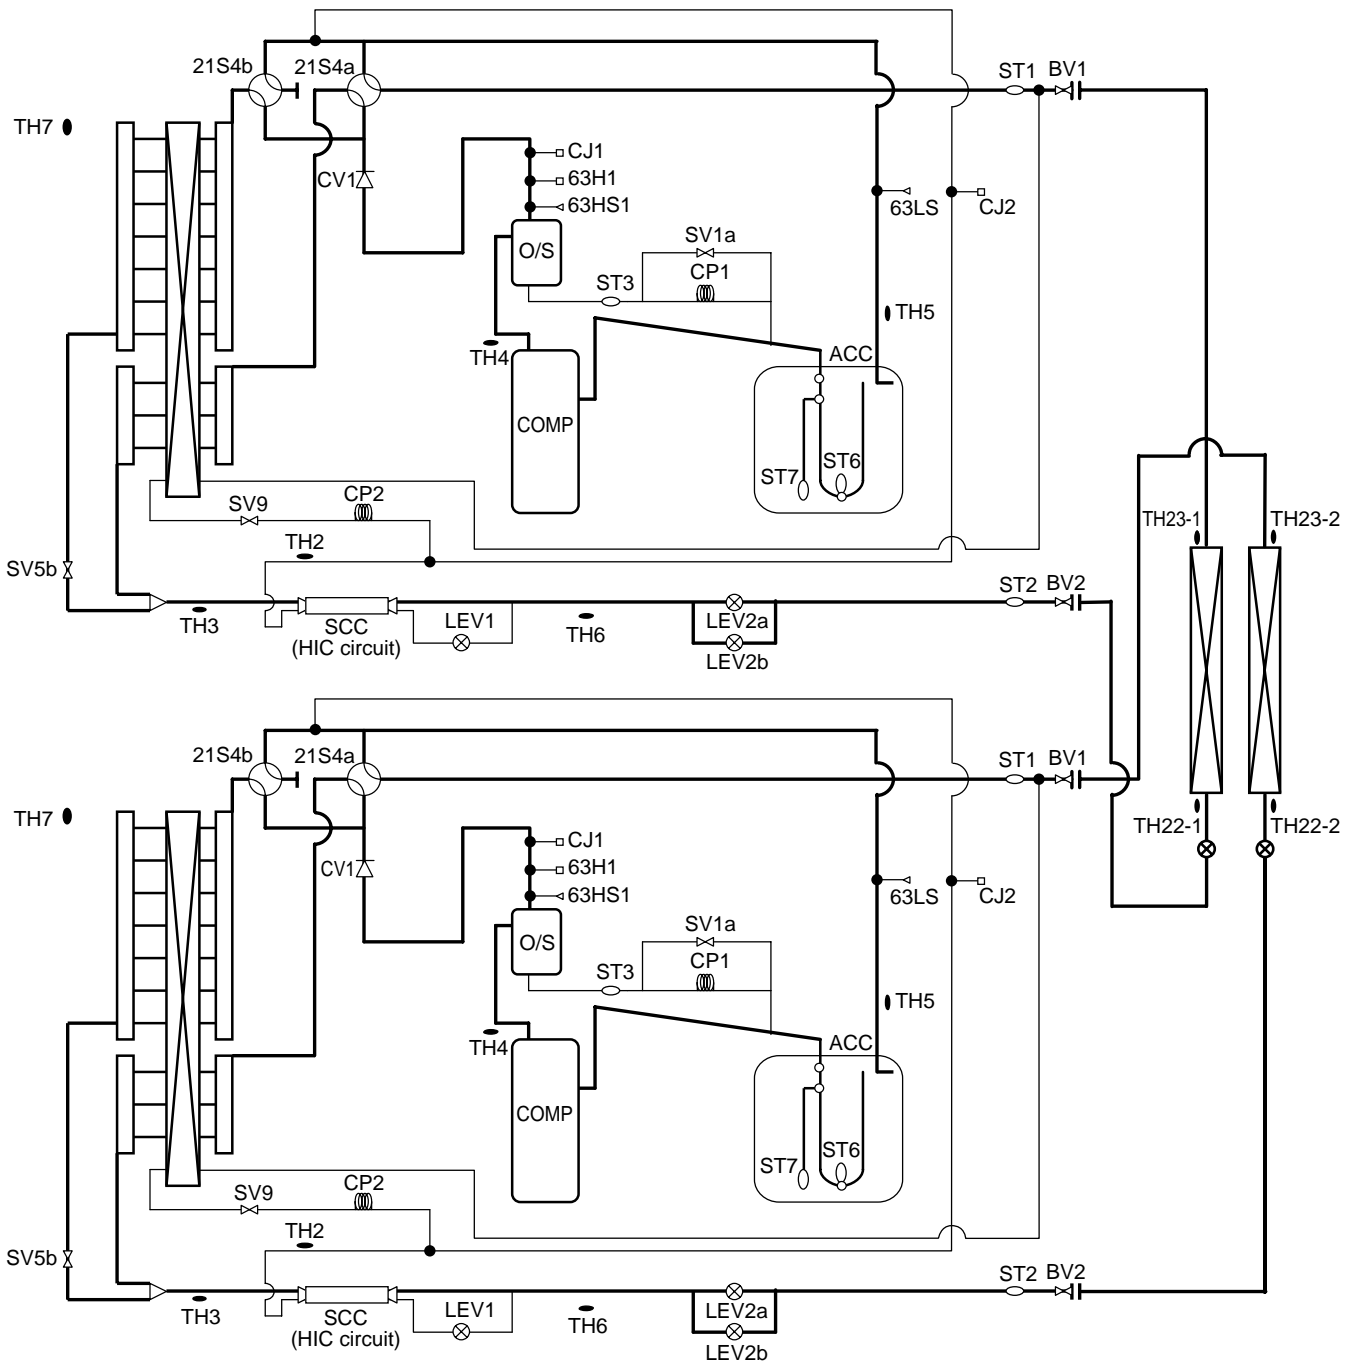 21S4b 21S4a
ST1 BV1
TH7
CJ1
63H1
63HS1
CV1
63LS
CJ2
SV1a
O/S
ST3
CP1
TH5
TH4
ACC
COMP
ST7
ST6
SV9
CP2
TH23-1
TH23-2
TH2
SV5b
ST2 BV2
TH3
SCC
(HIC circuit)
LEV1
TH6
LEV2a
LEV2b
21S4b 21S4a
ST1 BV1
TH7
TH22-1
TH22-2
CJ1
63H1
63HS1
CV1
63LS
CJ2
SV1a
O/S
ST3
CP1
TH5
TH4
ACC
COMP
ST7
ST6
SV9
CP2
TH2
SV5b
ST2 BV2
TH3
SCC
(HIC circuit)
LEV1
TH6
LEV2a
LEV2b